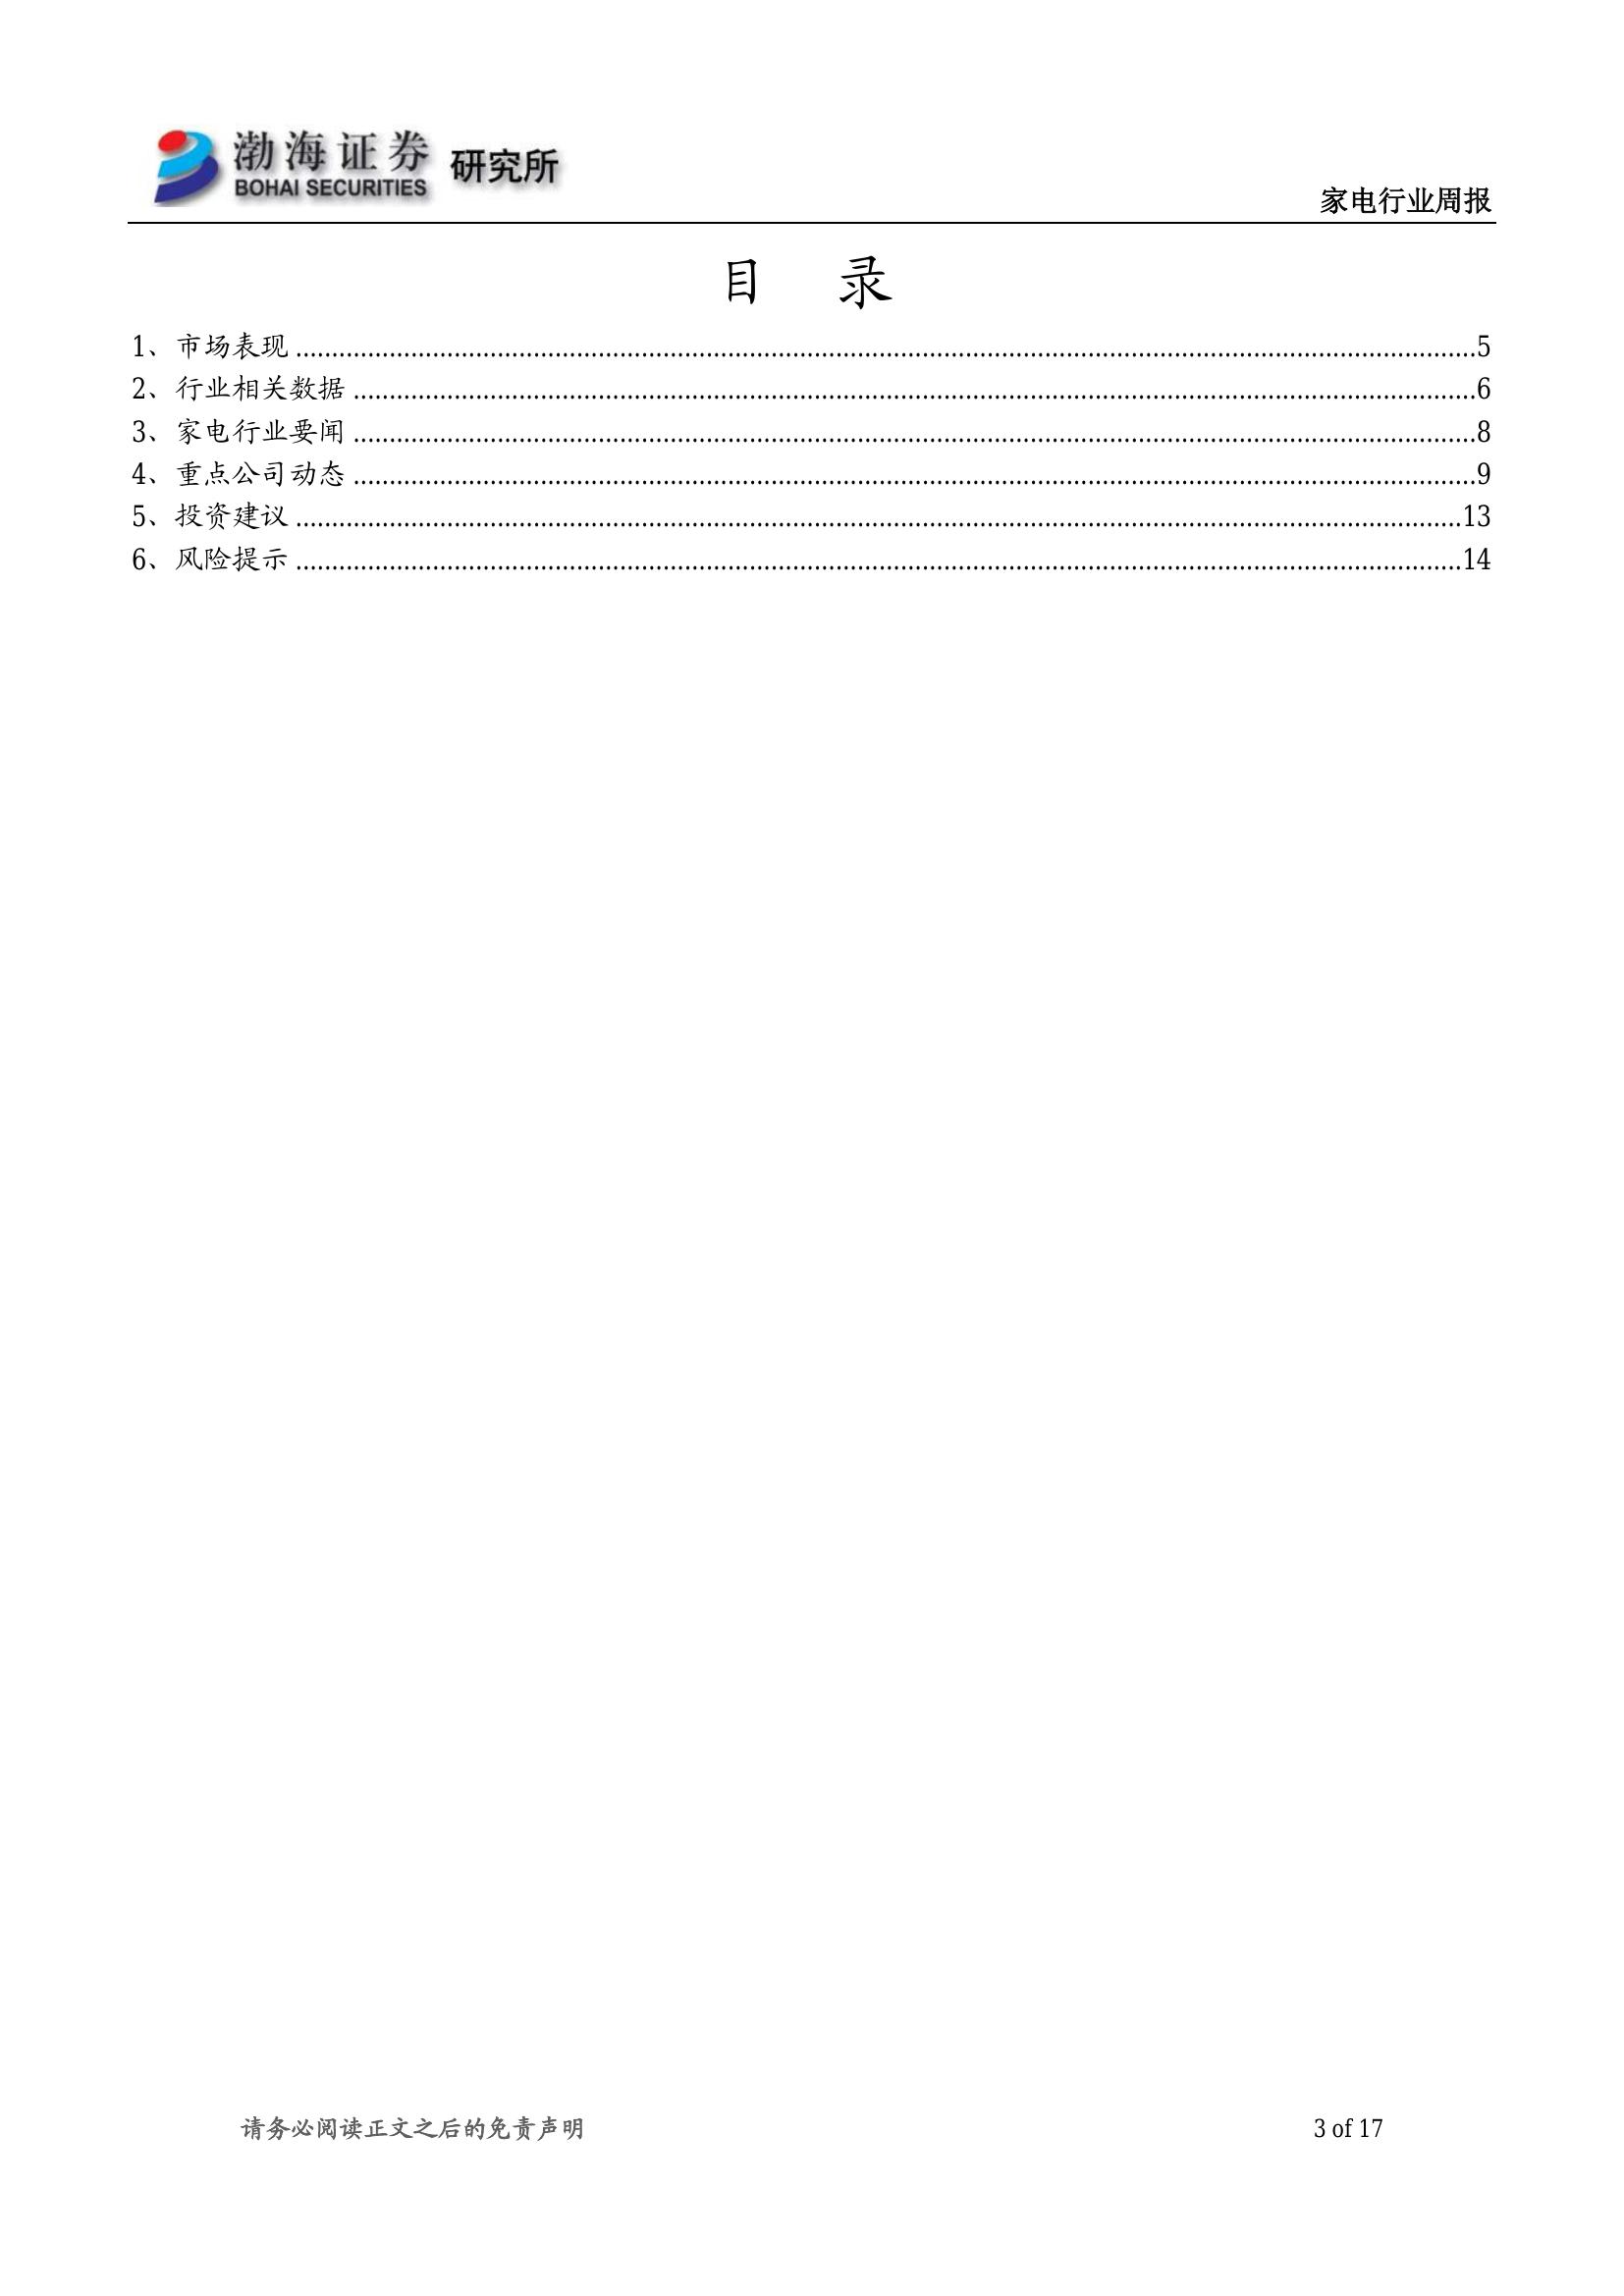 渤海证券 研究所
BOHAI SECURITIES
家电行业周报
目 录
1、市场表现 ........................................................................ 5
2、行业相关数据 ........................................................................ 6
3、家电行业要闻 ........................................................................ 8
4、重点公司动态 ........................................................................ 9
5、投资建议 ........................................................................ 13
6、风险提示 ........................................................................ 14
请务必阅读正文之后的免责声明 3 of 17